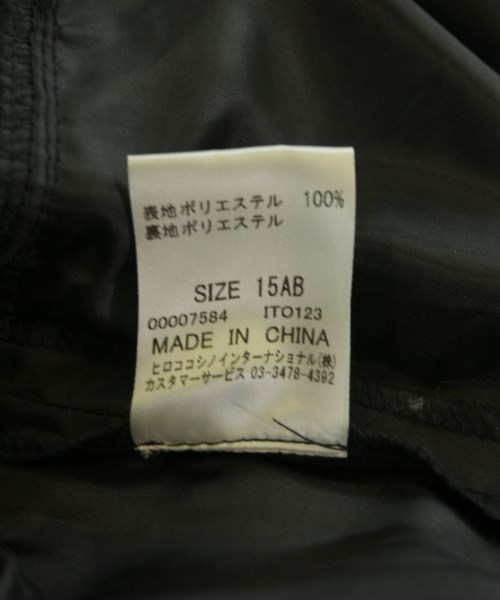 表地ポリエステル 100%
裏地ポリエステル
SIZE 15AB
00007584 ITO123
MADE IN CHINA
ヒロココシノインターナショナル(株)
カスタマーサービス 03-3478-4392